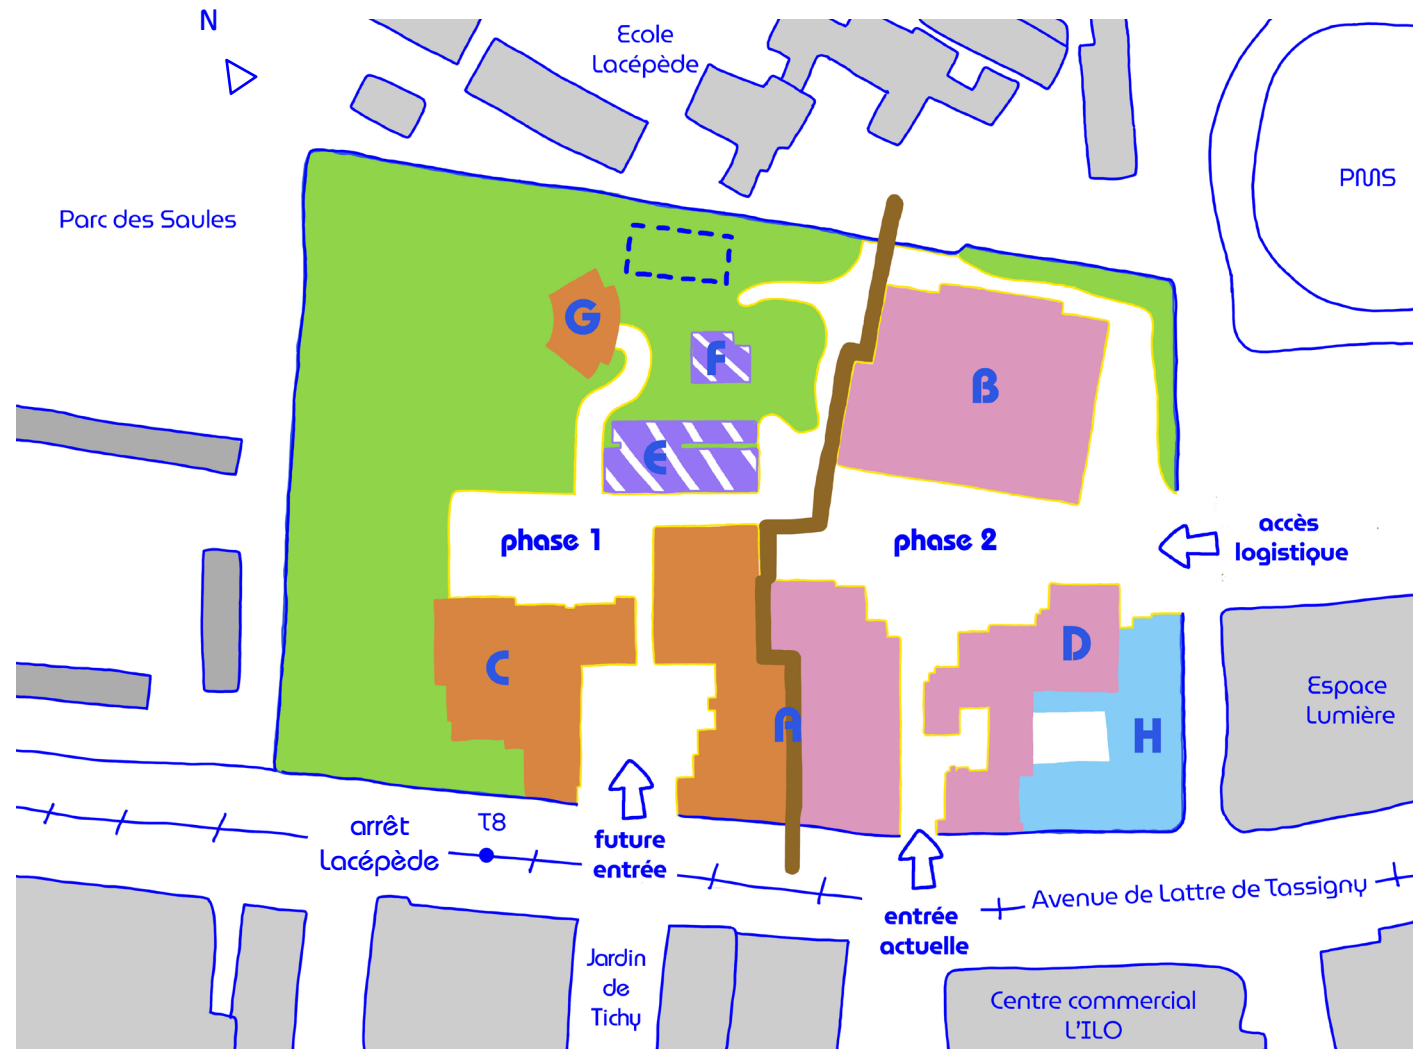 N
Ecole
Lacépède
PMS
Parc des Saules
G
F
B
E
phase 1
phase 2
accès
logistique
C
D
A
H
Espace
Lumière
future
entrée
arrêt
Lacépède
T8
entrée
actuelle
Avenue de Lattre de Tassigny
Jardin
de
Tichy
Centre commercial
L'ILO